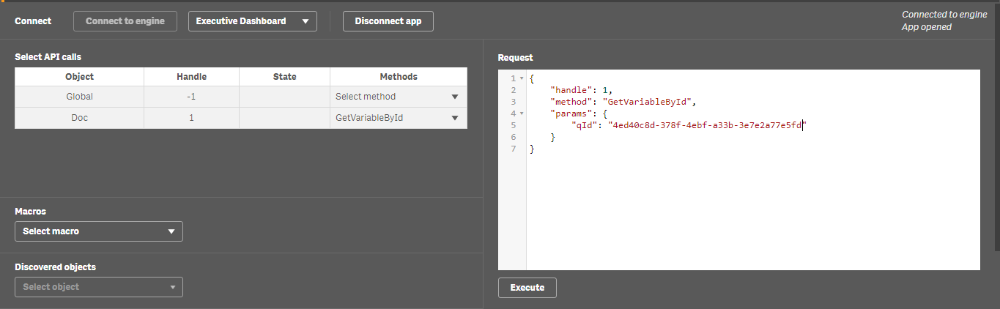 Connect
Connect to engine
Executive Dashboard
Disconnect app
Connected to engine
App opened
Select API calls
Object Handle State Methods
Global -1 Select method
Doc 1 GetVariableById
Macros
Select macro
Discovered objects
Select object
Request
1 {
2 "handle": 1,
3 "method": "GetVariableById",
4 "params": {
5 "qId": "4ed40c8d-378f-4ebf-a33b-3e7e2a77e5fd"
6 }
7 }
Execute